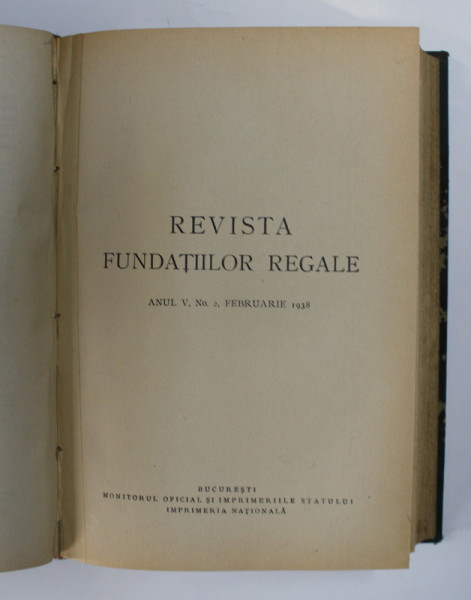 REVISTA
FUNDAȚIILOR REGALE
ANUL V, No. 2, FEBRUARIE 1938
BUCUREȘTI
MONITORUL OFICIAL ȘI IMPRIMERIILE STATULUI
IMPRIMERIA NAȚIONALĂ